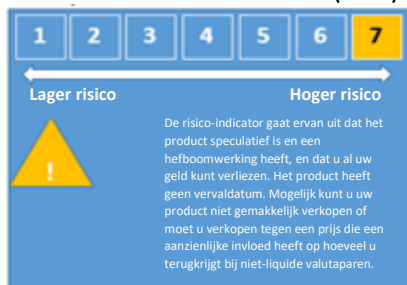 1 2 3 4 5 6 7
Lager risico Hoger risico
De risico-indicator gaat ervan uit dat het
product speculatief is en een
hefboomwerking heeft, en dat u al uw
geld kunt verliezen. Het product heeft
geen vervaldatum. Mogelijk kunt u uw
product niet gemakkelijk verkopen of
moet u verkopen tegen een prijs die een
aanzienlijke invloed heeft op hoeveel u
terugkrijgt bij niet-liquide valutaparen.
!